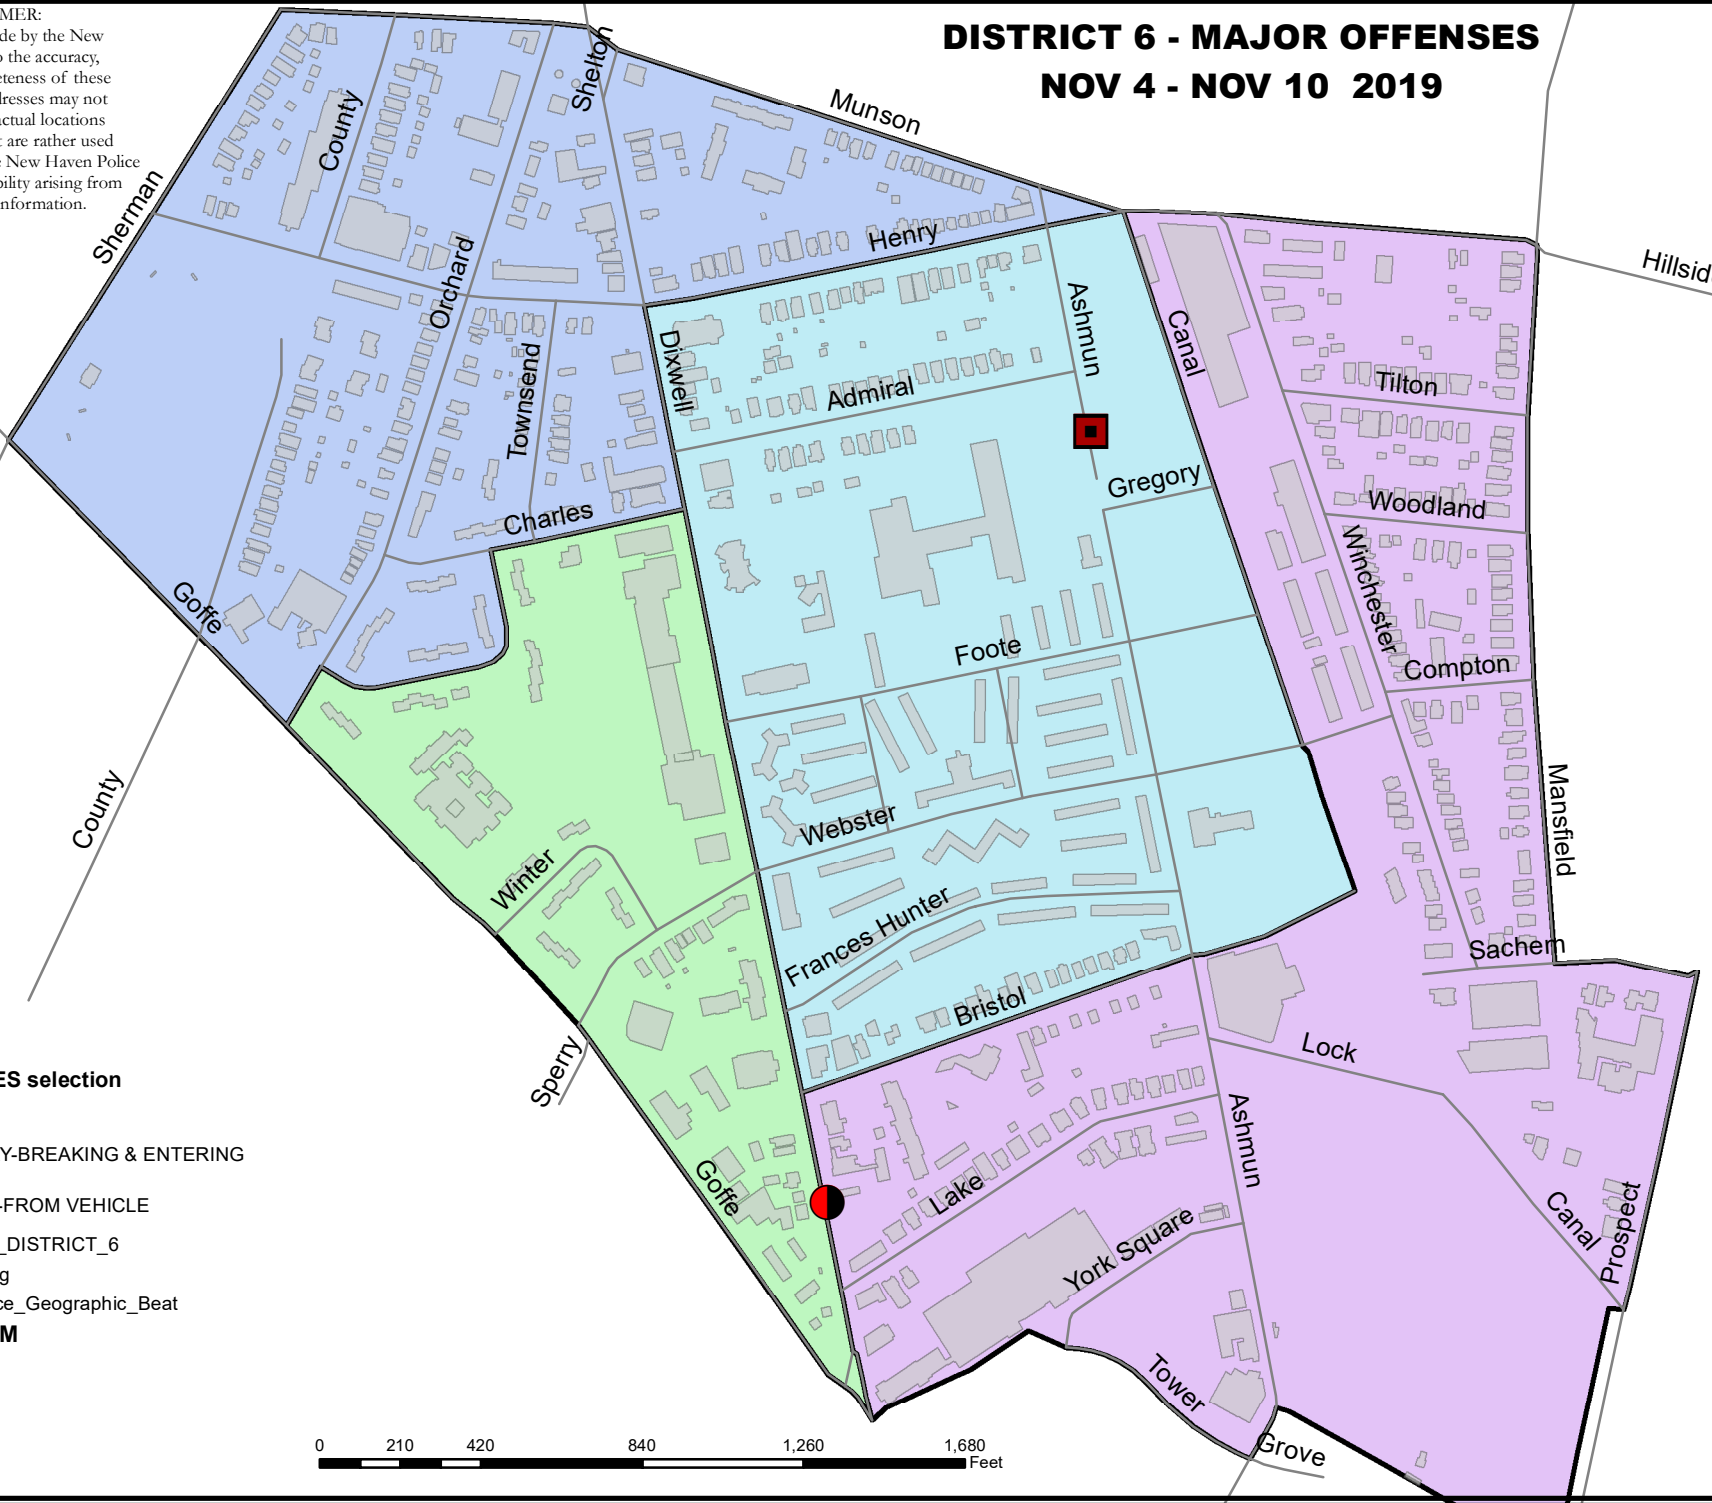 MER:
de by the New
o the accuracy,
eteness of these
dresses may not
actual locations
t are rather used
e New Haven Police
bility arising from
nformation.
DISTRICT 6 - MAJOR OFFENSES
NOV 4 - NOV 10 2019
Shelton
Munson
County
Sherman
Henry
Orchard
Hillsid
Ashmun
Canal
Dixwell
Townsend
Admiral
Tilton
Gregory
Woodland
Charles
Winchester
Goffe
Foote
Compton
County
Mansfield
Webster
Winter
Frances Hunter
Sachem
Bristol
Sperry
Lock
Ashmun
Goffe
Lake
York Square
Canal
Prospect
Tower
Grove
ES selection
Y-BREAKING & ENTERING
-FROM VEHICLE
_DISTRICT_6
g
ce_Geographic_Beat
M
0 210 420 840 1,260 1,680
Feet